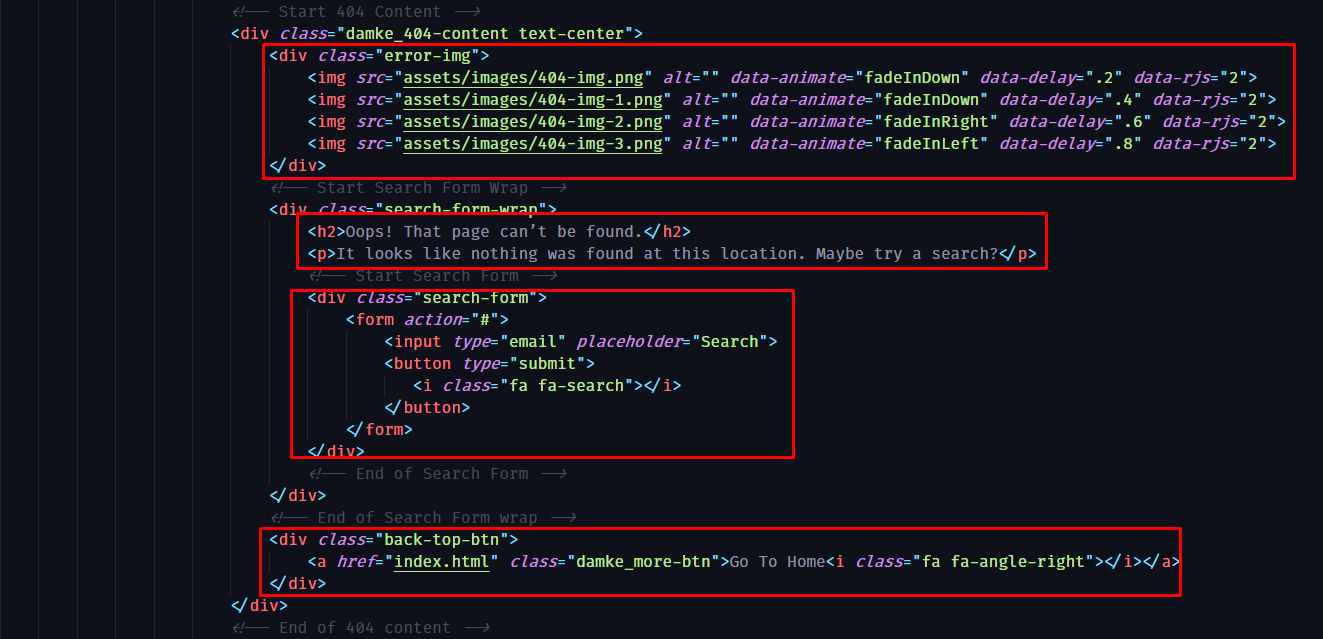 <!-- Start 404 Content -->
<div class="damke_404-content text-center">
<div class="error-img">
<img src="assets/images/404-img.png" alt="" data-animate="fadeInDown" data-delay=".2" data-rjs="2">
<img src="assets/images/404-img-1.png" alt="" data-animate="fadeInDown" data-delay=".4" data-rjs="2">
<img src="assets/images/404-img-2.png" alt="" data-animate="fadeInRight" data-delay=".6" data-rjs="2">
<img src="assets/images/404-img-3.png" alt="" data-animate="fadeInLeft" data-delay=".8" data-rjs="2">
</div>
<!-- Start Search Form Wrap -->
<div class="search-form-wrap">
<h2>Oops! That page can’t be found.</h2>
<p>It looks like nothing was found at this location. Maybe try a search?</p>
<!-- Start Search Form -->
<div class="search-form">
<form action="#">
<input type="email" placeholder="Search">
<button type="submit">
<i class="fa fa-search"></i>
</button>
</form>
</div>
<!-- End of Search Form -->
</div>
<!-- End of Search Form wrap -->
<div class="back-top-btn">
<a href="index.html" class="damke_more-btn">Go To Home<i class="fa fa-angle-right"></i></a>
</div>
</div>
<!-- End of 404 content -->